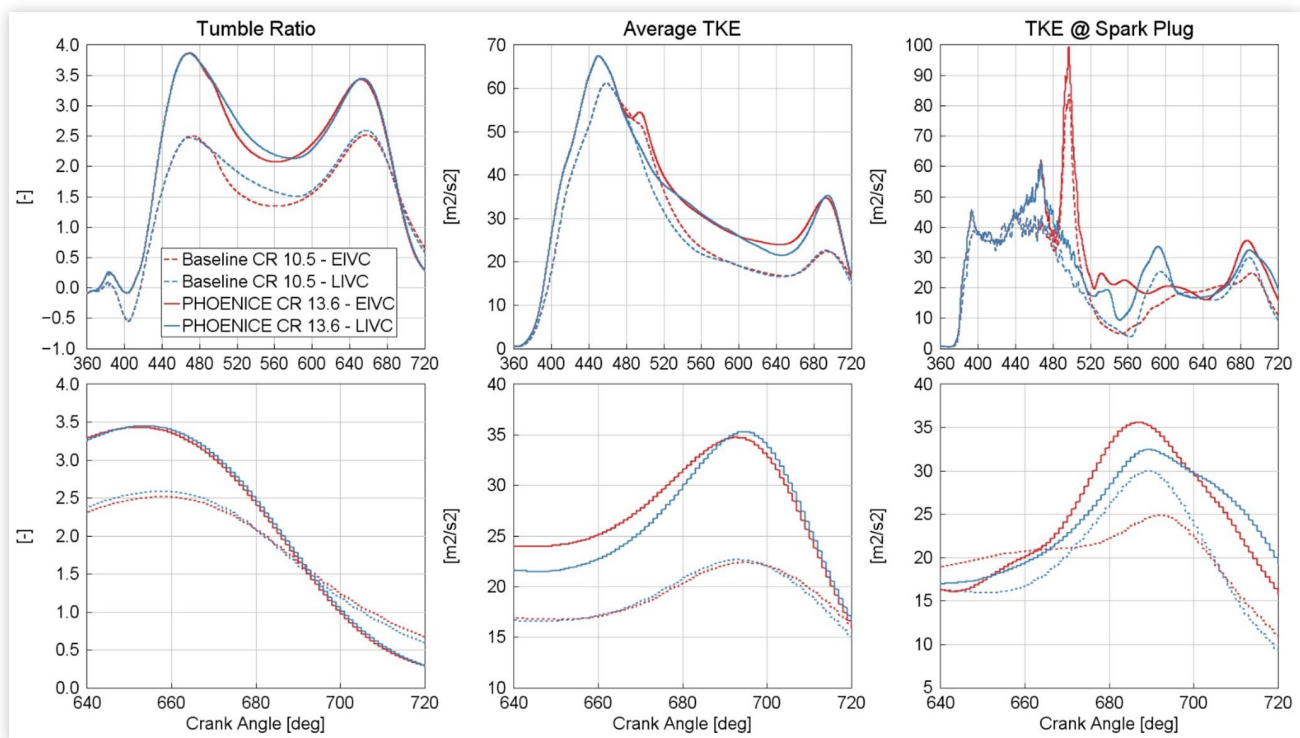 Tumble Ratio
4.0
3.5
3.0
2.5
2.0
1.5
1.0
0.5
0.0
−0.5
−1.0
[-]
360 400 440 480 520 560 600 640 680 720
Baseline CR 10.5 - EIVC
Baseline CR 10.5 - LIVC
PHOENICE CR 13.6 - EIVC
PHOENICE CR 13.6 - LIVC
Average TKE
70
60
50
40
30
20
10
0
[m2/s2]
360 400 440 480 520 560 600 640 680 720
TKE @ Spark Plug
100
90
80
70
60
50
40
30
20
10
0
[m2/s2]
360 400 440 480 520 560 600 640 680 720
4.0
3.5
3.0
2.5
2.0
1.5
1.0
0.5
0.0
[-]
640 660 680 700 720
Crank Angle [deg]
40
35
30
25
20
15
10
[m2/s2]
640 660 680 700 720
Crank Angle [deg]
40
35
30
25
20
15
10
5
[m2/s2]
640 660 680 700 720
Crank Angle [deg]